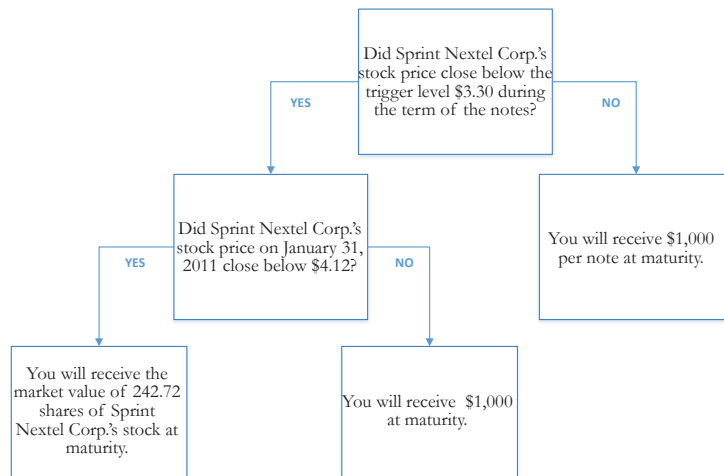 Did Sprint Nextel Corp.'s
stock price close below the
trigger level $3.30 during
the term of the notes?
YES
NO
Did Sprint Nextel Corp.'s
stock price on January 31,
2011 close below $4.12?
You will receive $1,000
per note at maturity.
YES
NO
You will receive the
market value of 242.72
shares of Sprint
Nextel Corp.'s stock at
maturity.
You will receive $1,000
at maturity.